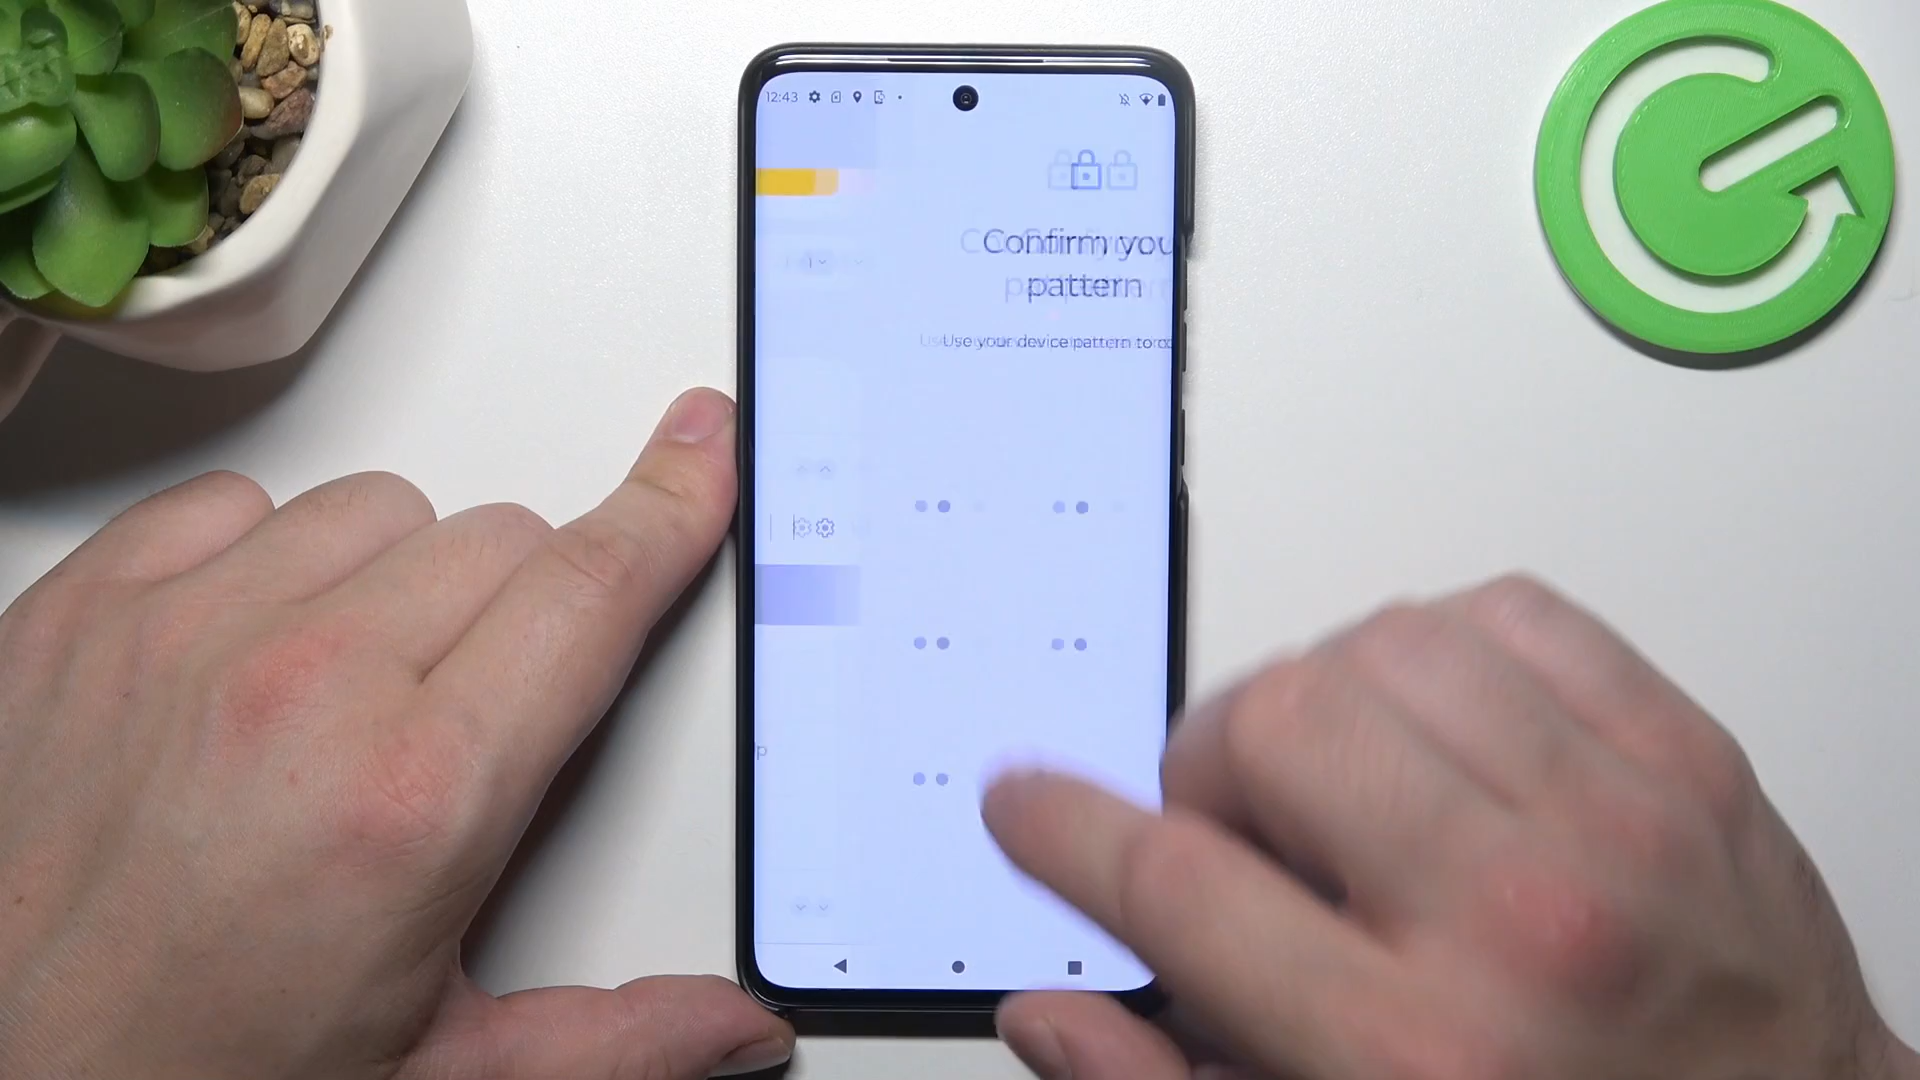 12:43
Confirm you
pattern
Use your device pattern to co
p